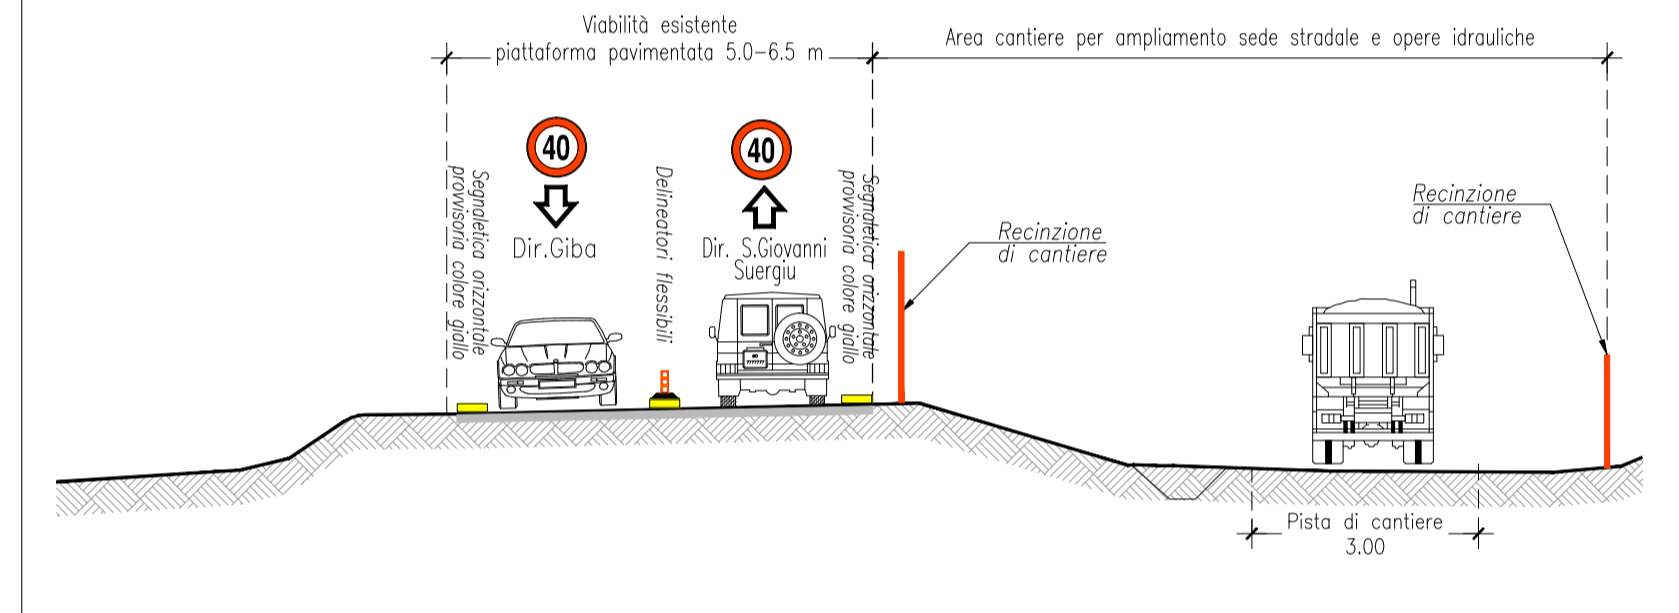 Viabilità esistente
piattaforma pavimentata 5.0-6.5 m
Area cantiere per ampliamento sede stradale e opere idrauliche
40
40
Segnaletica orizzontale
provvisoria colore giallo
Dir.Giba
Delineatori flessibili
Dir. S.Giovanni
Suergiu
Segnaletica orizzontale
provvisoria colore giallo
Recinzione
di cantiere
Recinzione
di cantiere
Pista di cantiere
3.00